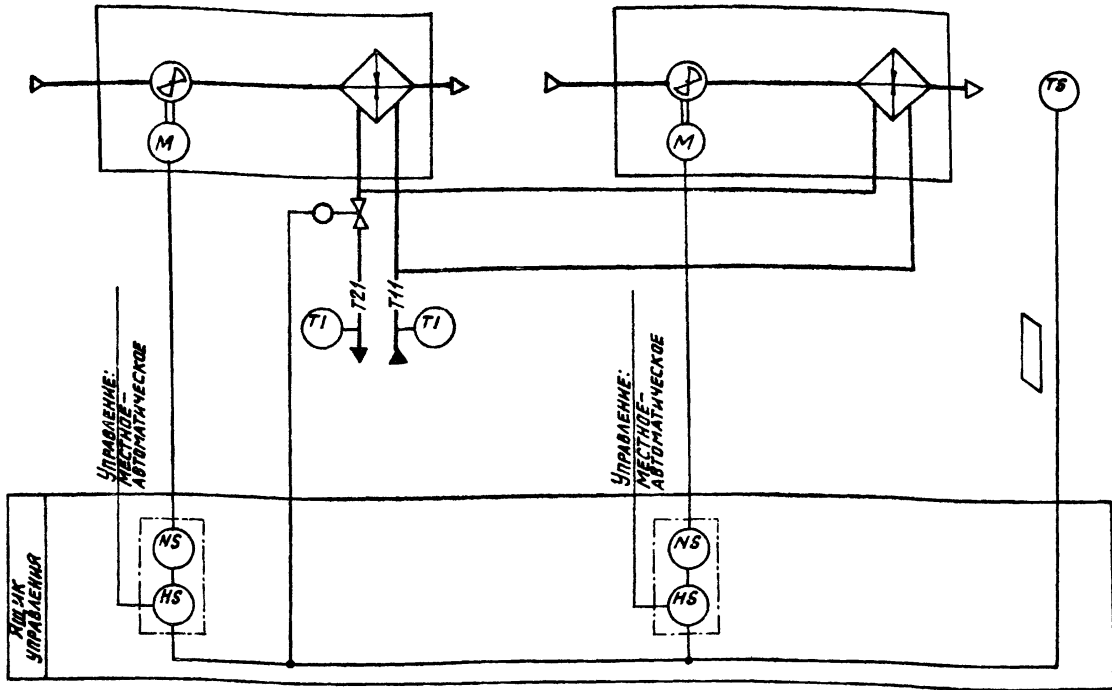 TS
M
M
T21
T11
TI
TI
УПРАВЛЕНИЕ:
МЕСТНОЕ-
АВТОМАТИЧЕСКОЕ
УПРАВЛЕНИЕ:
МЕСТНОЕ-
АВТОМАТИЧЕСКОЕ
ЯЩИК
УПРАВЛЕНИЯ
NS
NS
HS
HS